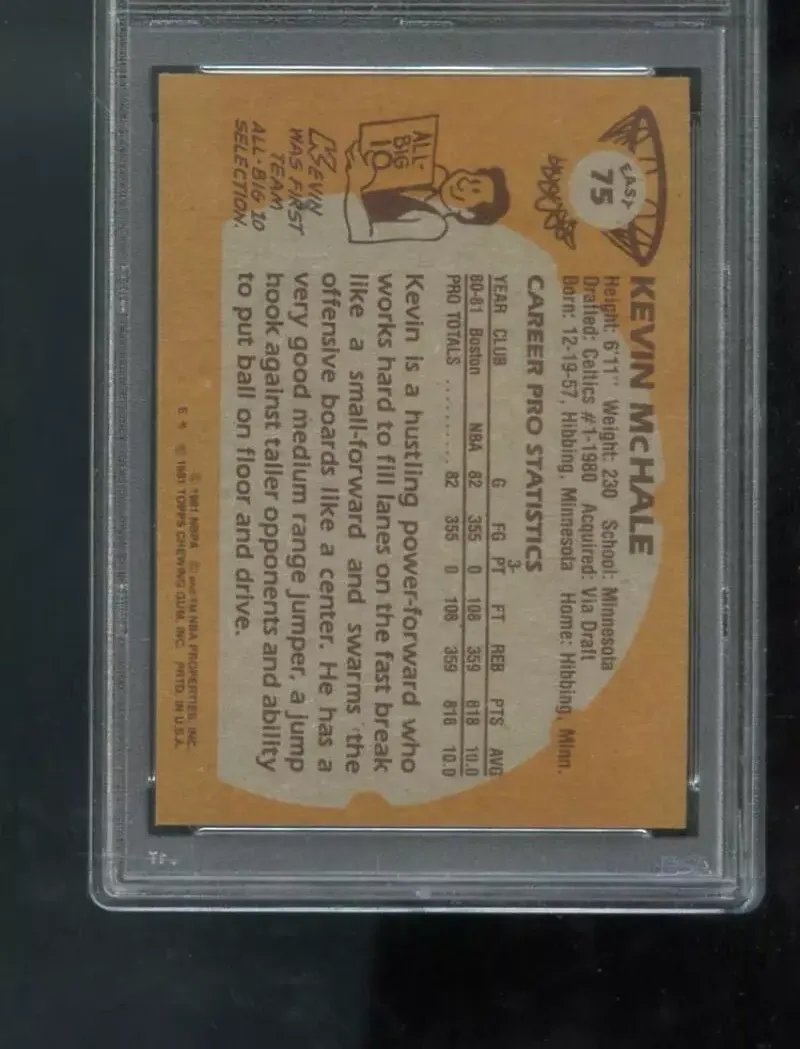 EAST
75
KEVIN McHALE
Height: 6'11" Weight: 230 School: Minnesota
Drafted: Celtics #1-1980 Acquired: Via Draft
Born: 12-19-57, Hibbing, Minnesota Home: Hibbing, Minn.
CAREER PRO STATISTICS
YEAR CLUB G FG 3-PT FT REB PTS AVG
80-81 Boston NBA 82 355 0 108 359 818 10.0
PRO TOTALS .......... 82 355 0 108 359 818 10.0
Kevin is a hustling power-forward who
works hard to fill lanes on the fast break
like a small-forward and swarms the
offensive boards like a center. He has a
very good medium range jumper, a jump
hook against taller opponents and ability
to put ball on floor and drive.
ALL-
BIG
10
KEVIN
WAS FIRST
TEAM
ALL-BIG 10
SELECTION.
© 1981 NBPA © and TM NBA PROPERTIES, INC.
© 1981 TOPPS CHEWING GUM, INC. PRTD. IN U.S.A.